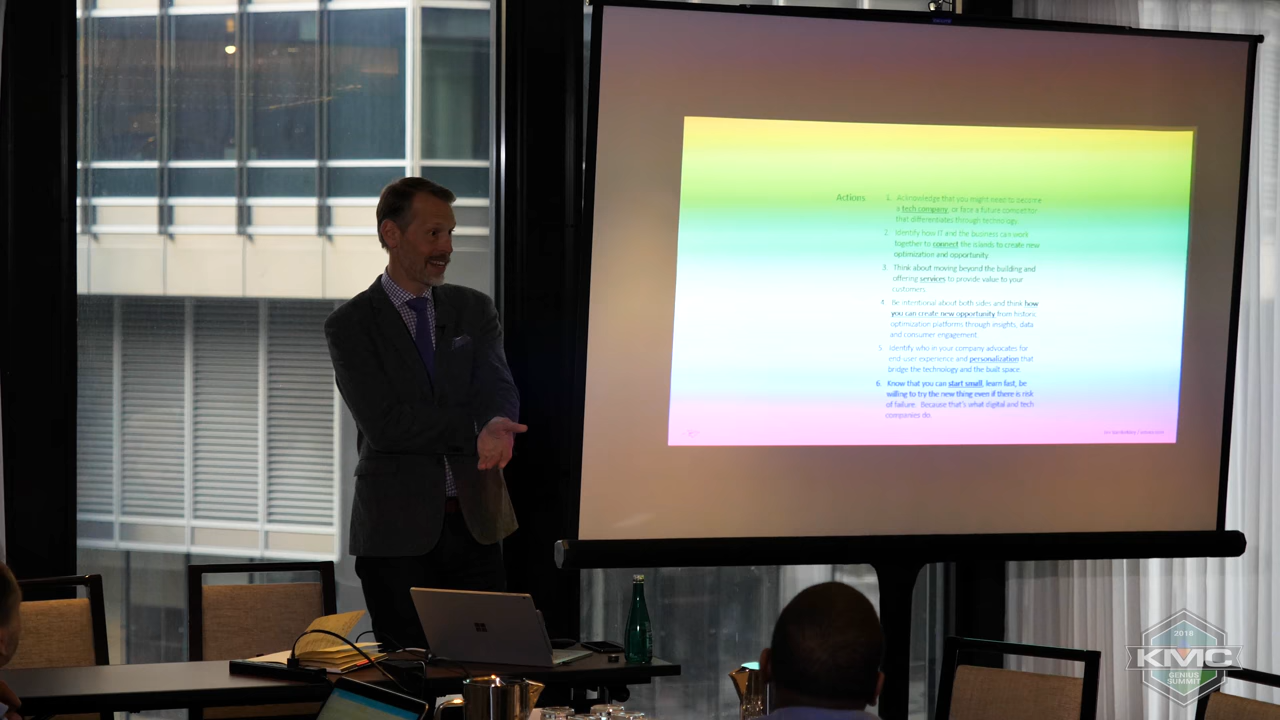 Actions
1. Acknowledge that you might need to become
a tech company, or face a future competitor
that differentiates through technology.
2. Identify how IT and the business can work
together to connect the islands to create new
optimization and opportunity.
3. Think about moving beyond the building and
offering services to provide value to your
customers.
4. Be intentional about both sides and think how
you can create new opportunity from historic
optimization platforms through insights, data
and consumer engagement.
5. Identify who in your company advocates for
end-user experience and personalization that
bridge the technology and the built space.
6. Know that you can start small, learn fast, be
willing to try the new thing even if there is risk
of failure. Because that's what digital and tech
companies do.
2018
KMC
GENIUS
SUMMIT